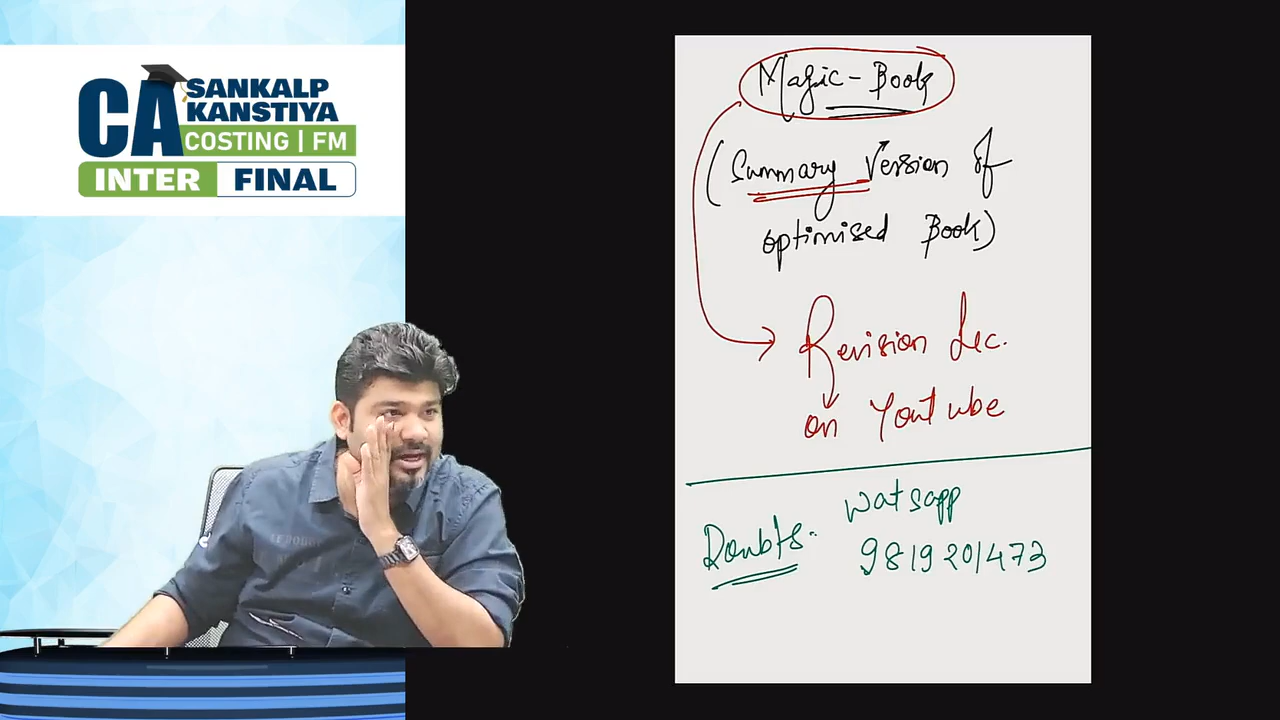 CA
SANKALP
KANSTIYA
COSTING | FM
INTER FINAL
Magic - Book
(Summary Version of
optimised Book)
Revision Lec.
on YouTube
Doubts. Watsapp
9819201473